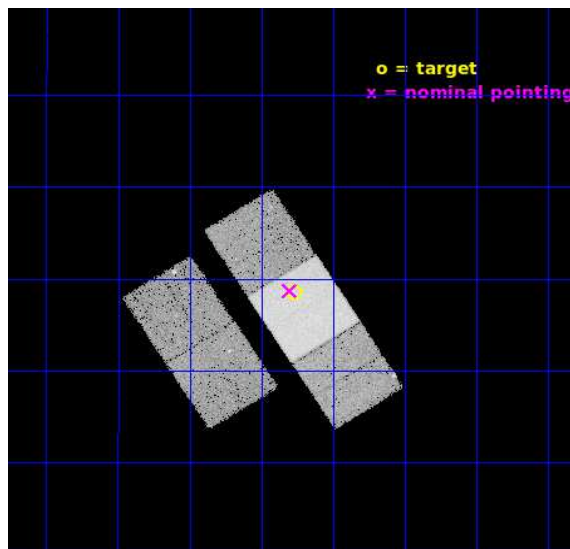 o = target
x = nominal pointing